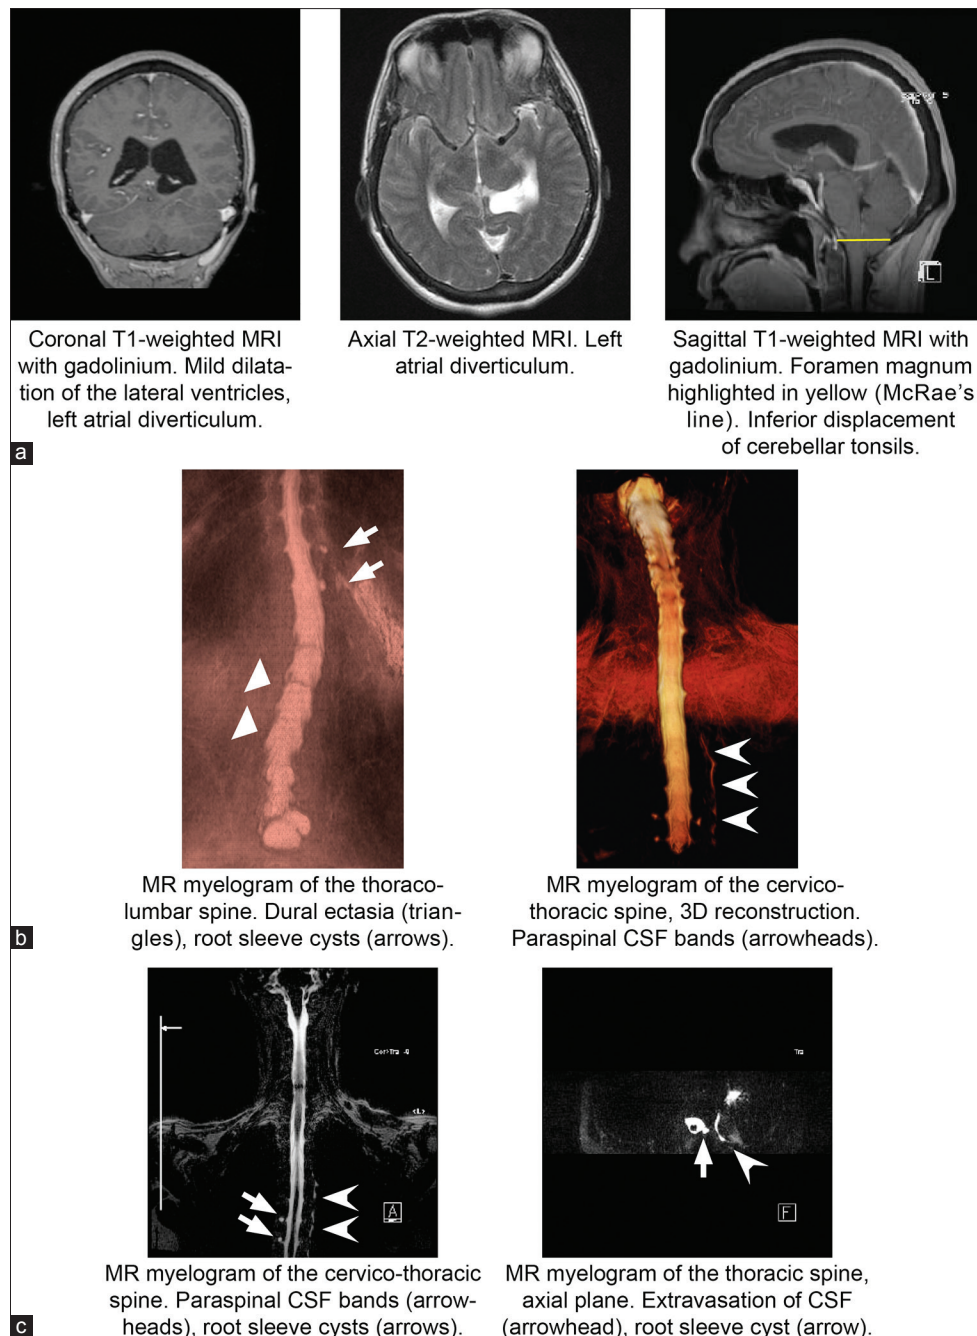 Coronal T1-weighted MRI
with gadolinium. Mild dilata-
tion of the lateral ventricles,
left atrial diverticulum.
Axial T2-weighted MRI. Left
atrial diverticulum.
L
Sagittal T1-weighted MRI with
gadolinium. Foramen magnum
highlighted in yellow (McRae's
line). Inferior displacement
of cerebellar tonsils.
a
MR myelogram of the thoraco-
lumbar spine. Dural ectasia (trian-
gles), root sleeve cysts (arrows).
MR myelogram of the cervico-
thoracic spine, 3D reconstruction.
Paraspinal CSF bands (arrowheads).
b
Cor>Tra
<L>
A
MR myelogram of the cervico-thoracic
spine. Paraspinal CSF bands (arrow-
heads), root sleeve cysts (arrows).
Tra
F
MR myelogram of the thoracic spine,
axial plane. Extravasation of CSF
(arrowhead), root sleeve cyst (arrow).
c